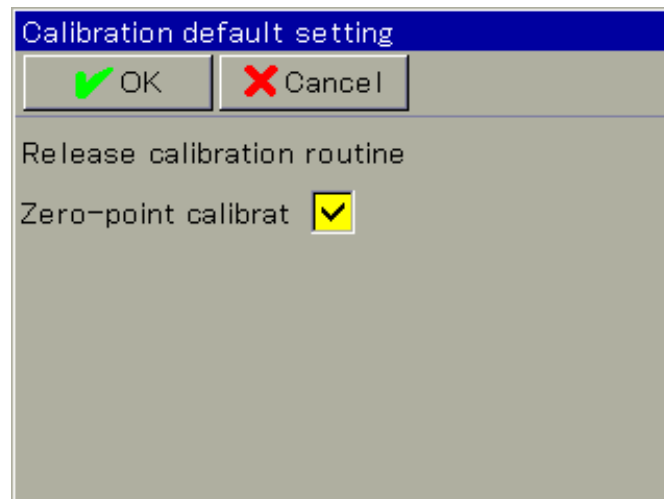 Calibration default setting
OK Cancel
Release calibration routine
Zero-point calibrat